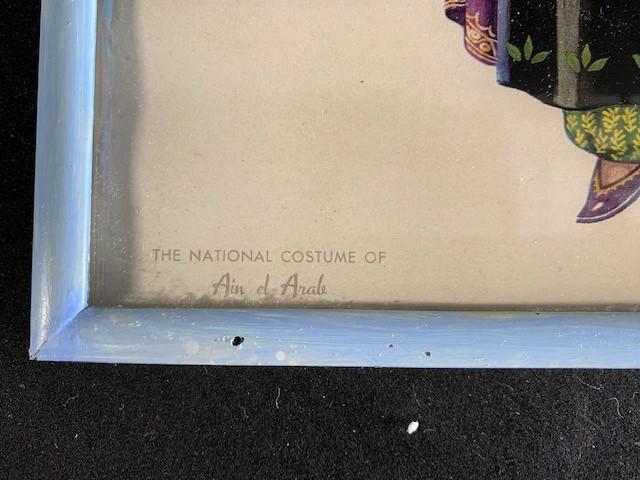 THE NATIONAL COSTUME OF
Ain el-Arab